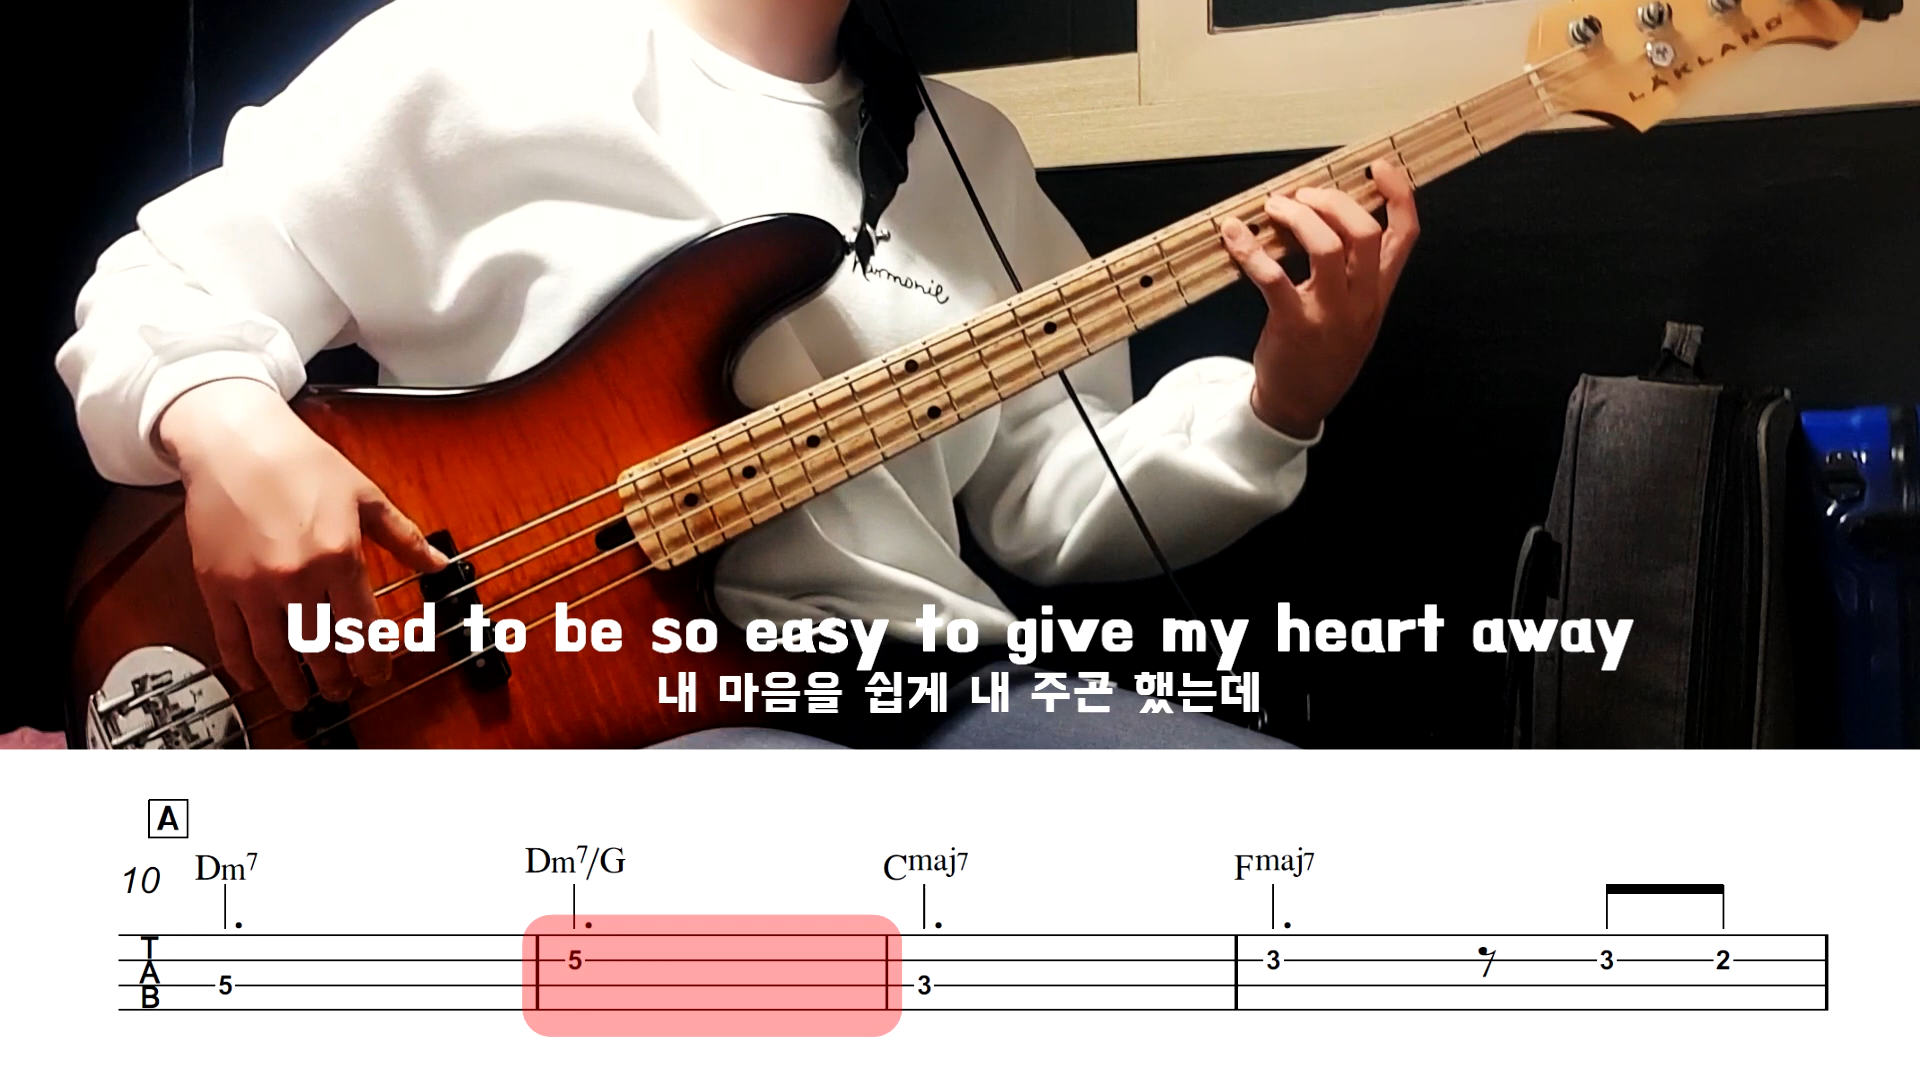 LAKLAND
Harmonie
Used to be so easy to give my heart away
내 마음을 쉽게 내 주곤 했는데
A
10 Dm7 Dm7/G Cmaj7 Fmaj7
T
A
B
5 5 3 3 3 2